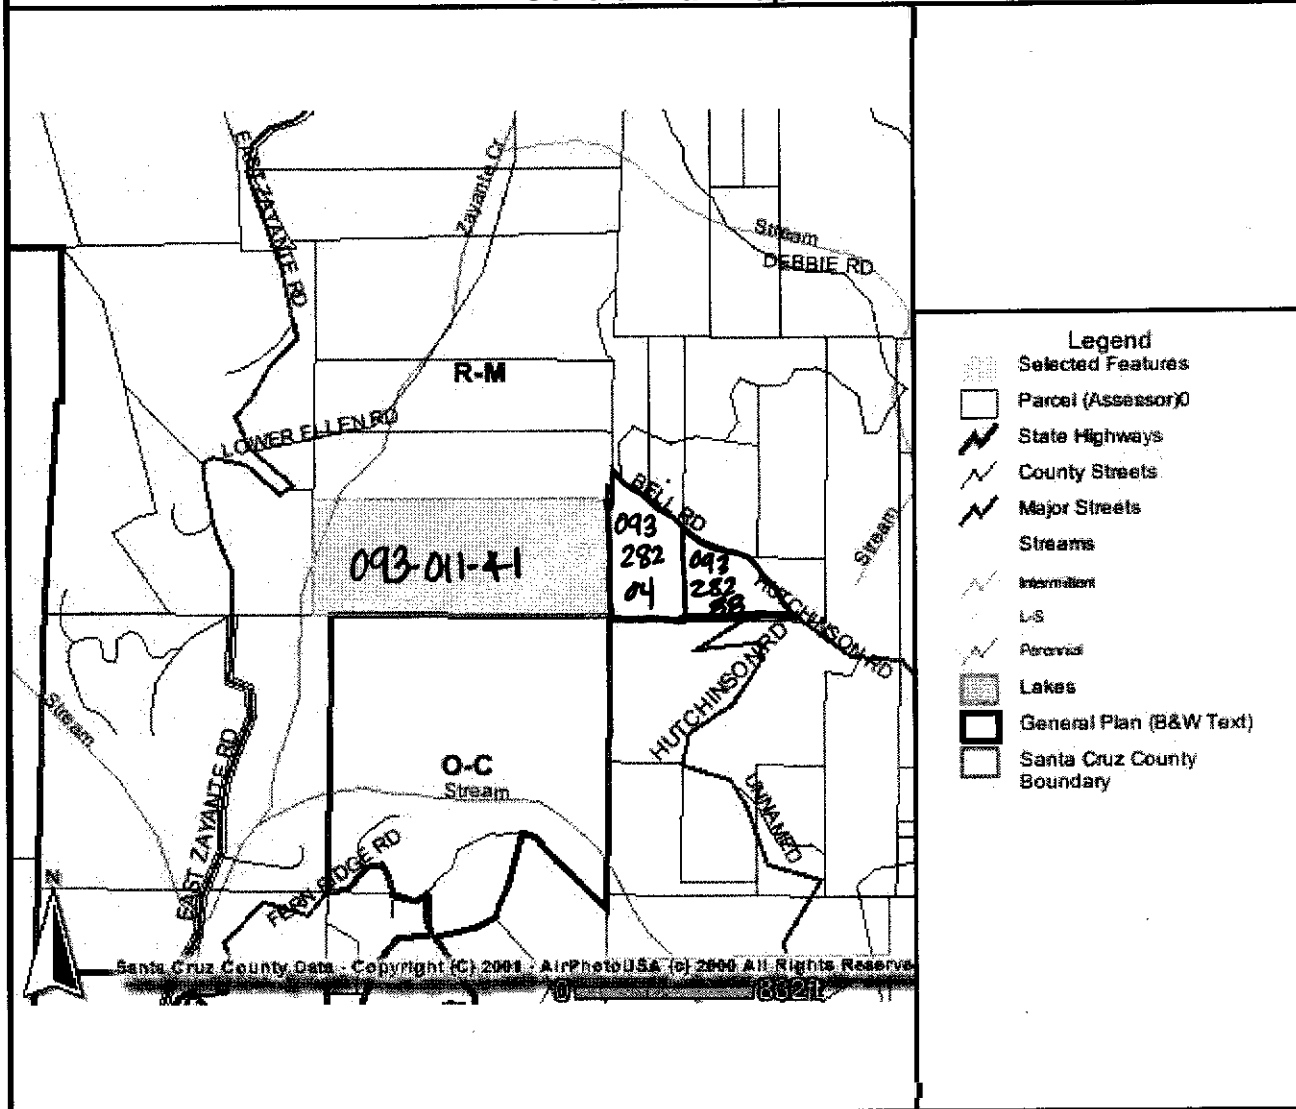 EAST ZAYANTE RD
Zayante Cr
Stream
DEBBIE RD
R-M
LOWER ELLEN RD
BELL RD
093-011-41
093
282
04
093
282
HUTCHINSON RD
HUTCHINSON RD
Stream
UNNAMED
Stream
EAST ZAYANTE RD
O-C
Stream
FERN RIDGE RD
N
Santa Cruz County Data - Copyright (C) 2001 - AirPhotoUSA (c) 2000 All Rights Reserve
Legend
Selected Features
Parcel (Assessor)0
State Highways
County Streets
Major Streets
Streams
Intermittent
L-S
Perennial
Lakes
General Plan (B&W Text)
Santa Cruz County
Boundary